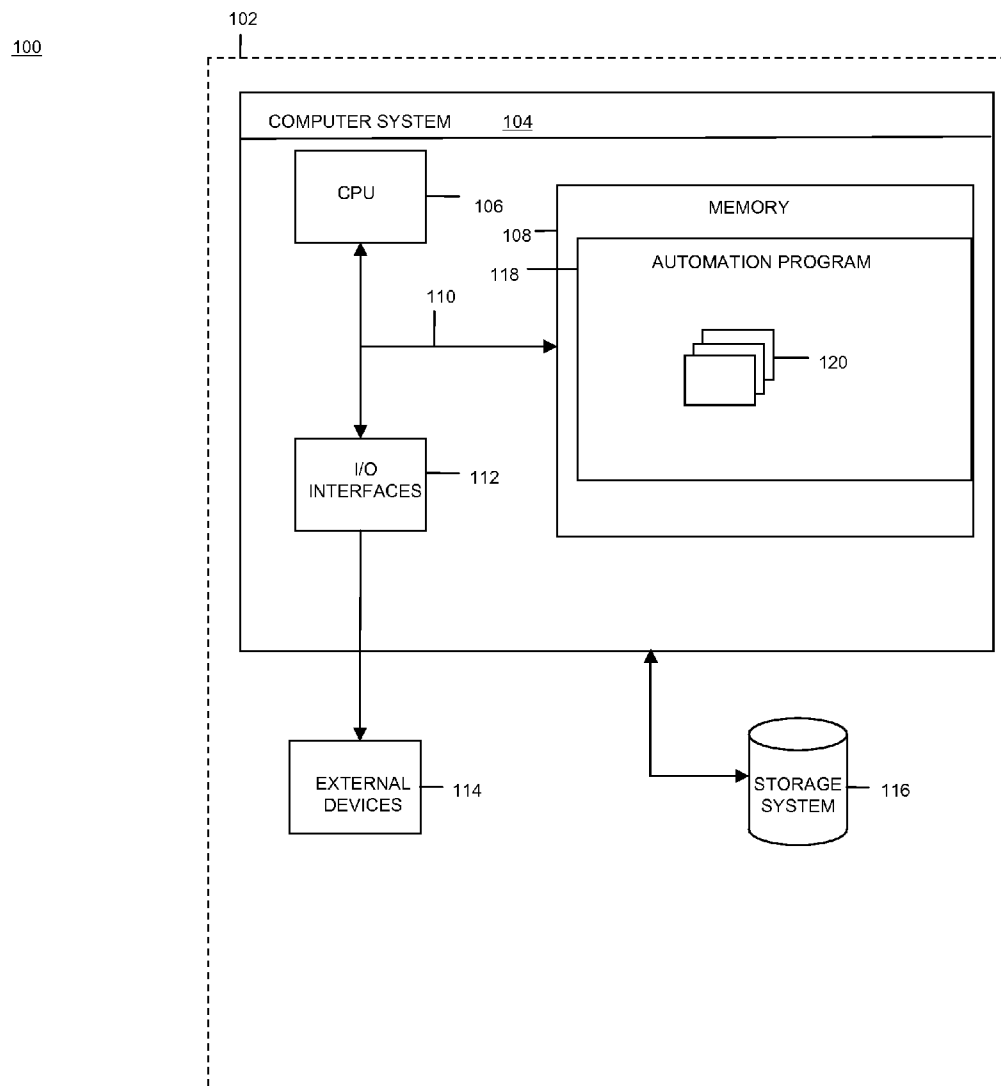 102
100
COMPUTER SYSTEM 104
CPU
106
MEMORY
108
118
AUTOMATION PROGRAM
110
120
I/O
INTERFACES
112
EXTERNAL
DEVICES
114
STORAGE
SYSTEM
116